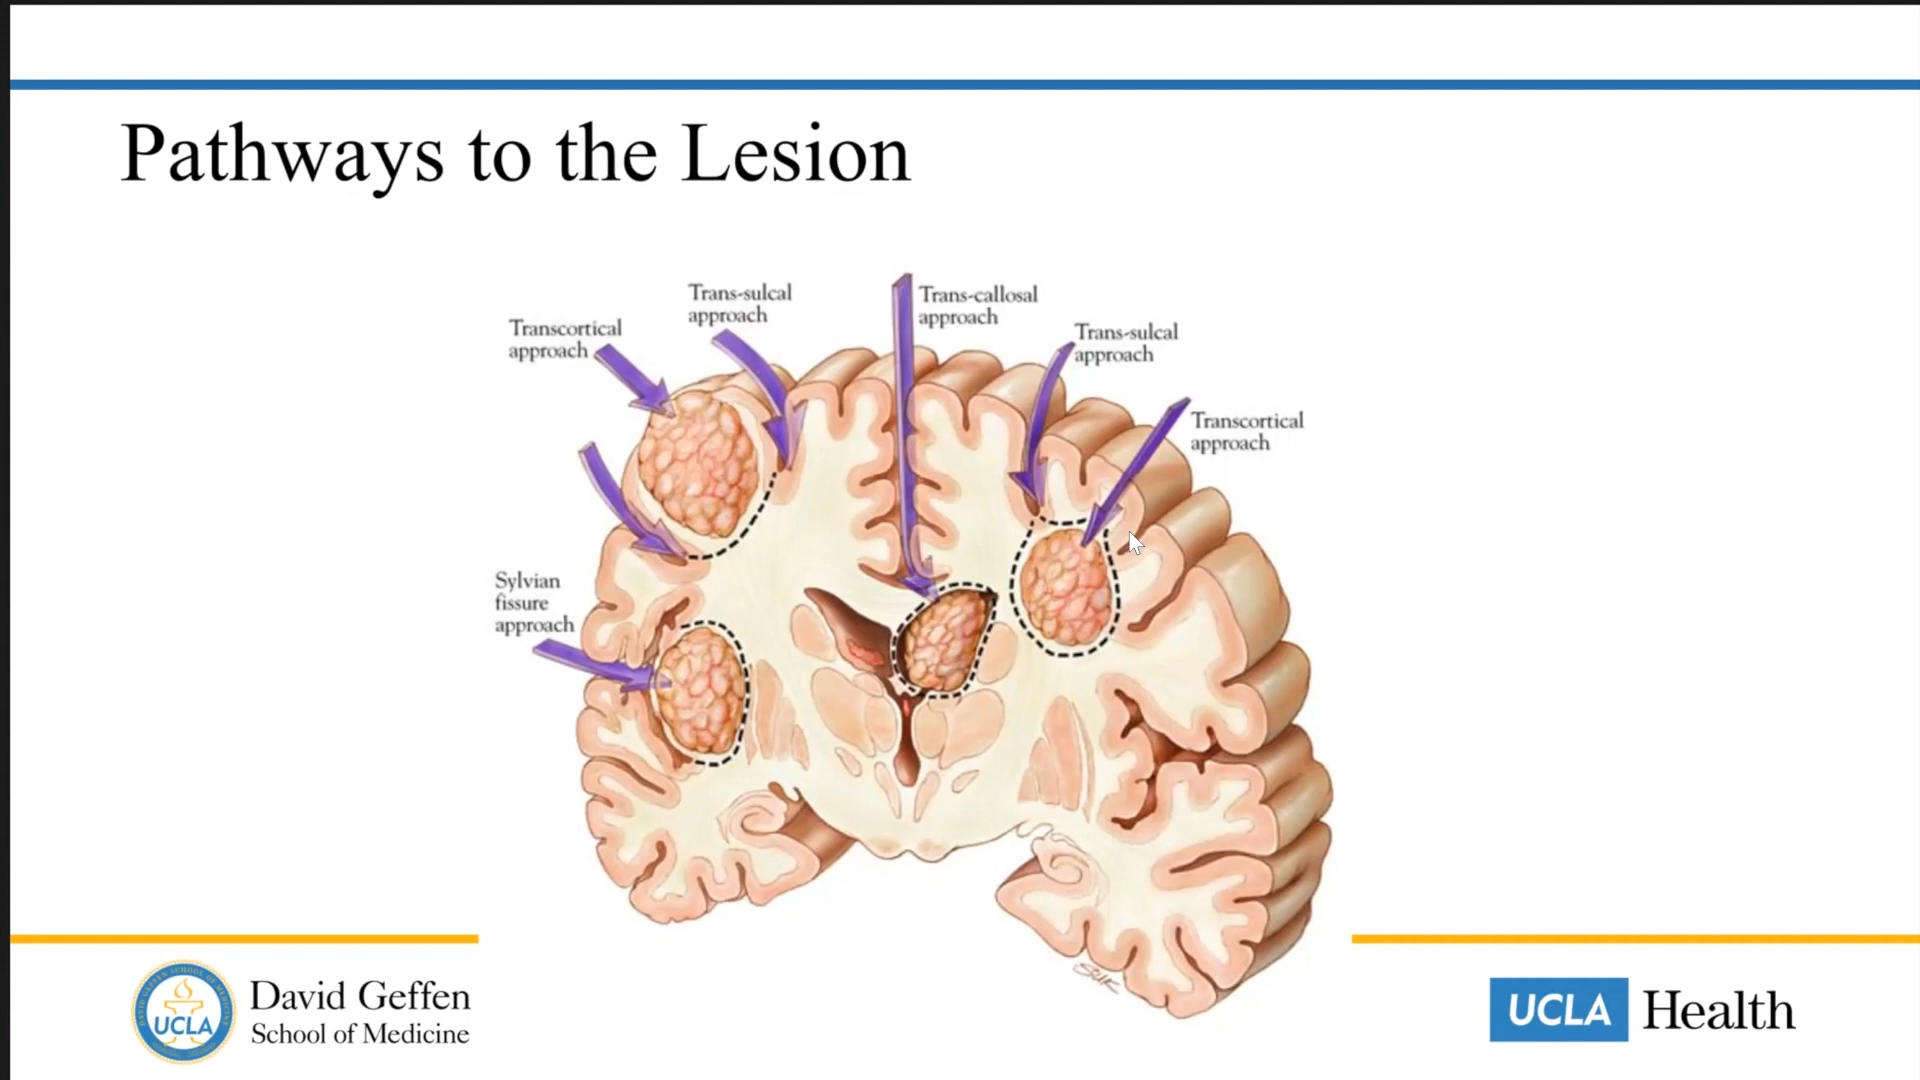 Pathways to the Lesion
Trans-sulcal
approach
Trans-callosal
approach
Transcortical
approach
Trans-sulcal
approach
Transcortical
approach
Sylvian
fissure
approach
UCLA
David Geffen
School of Medicine
UCLA Health